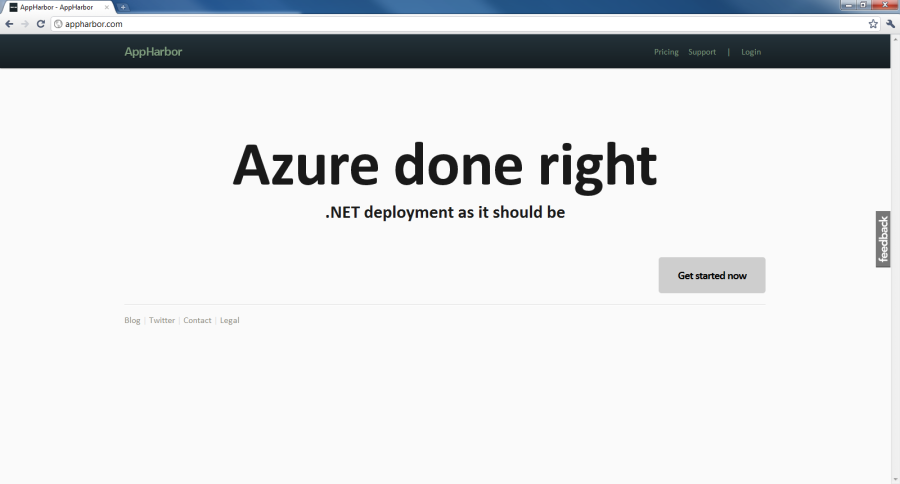 AppHarbor - AppHarbor
appharbor.com
AppHarbor
Pricing Support | Login
Azure done right
.NET deployment as it should be
feedback
Get started now
Blog | Twitter | Contact | Legal